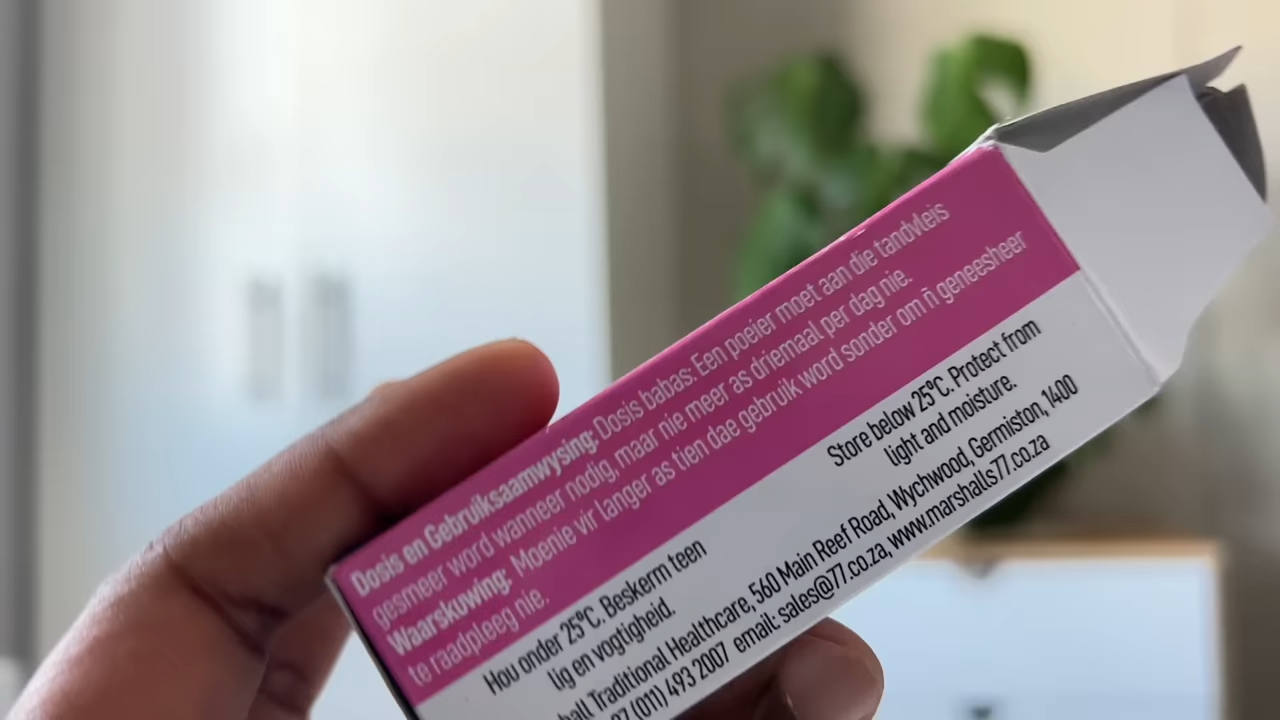 Dosis en Gebruiksaamwysing: Dosis babas: Een poeier moet aan die tandvleis
gesmeer word wanneer nodig, maar nie meer as driemaal per dag nie.
Waarskuwing: Moenie vir langer as tien dae gebruik word sonder om ñ geneesheer
te raadpleeg nie.
Hou onder 25°C. Beskerm teen
lig en vogtigheid.
Store below 25°C. Protect from
light and moisture.
Traditional Healthcare, 560 Main Reef Road, Wychwood, Germiston, 1400
(011) 493 2007 email: sales@77.co.za, www.marshalls77.co.za